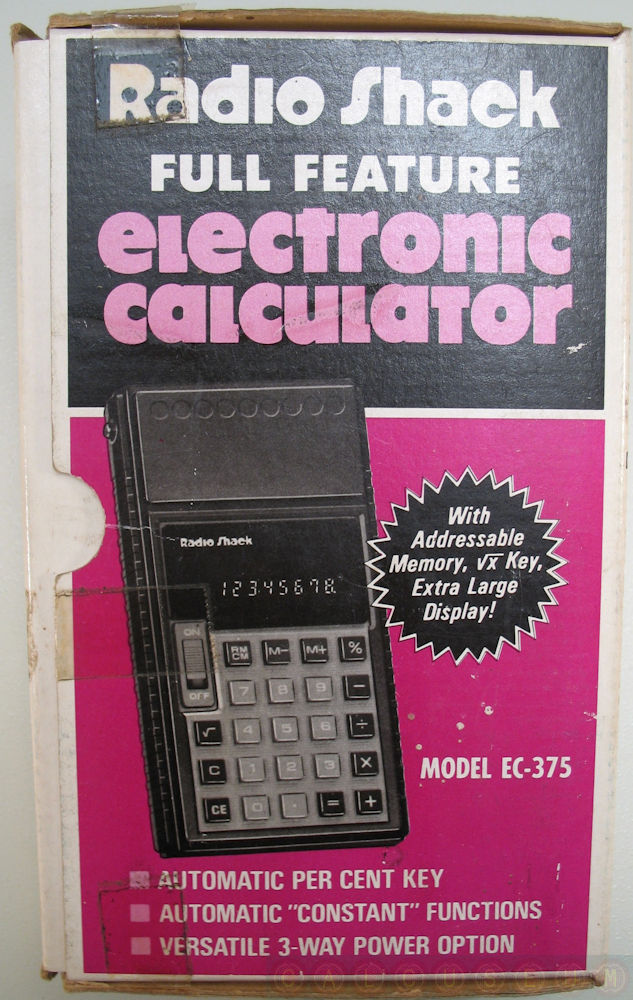 Radio Shack
FULL FEATURE
electronic
calculator
With
Addressable
Memory, √x Key,
Extra Large
Display!
Radio Shack
12345678.
ON
OFF
RM
CM
M− M+ %
7 8 9 −
√ 4 5 6 ÷
C 1 2 3 X
CE 0 . = +
MODEL EC-375
AUTOMATIC PER CENT KEY
AUTOMATIC "CONSTANT" FUNCTIONS
VERSATILE 3-WAY POWER OPTION
CALCUSEUM